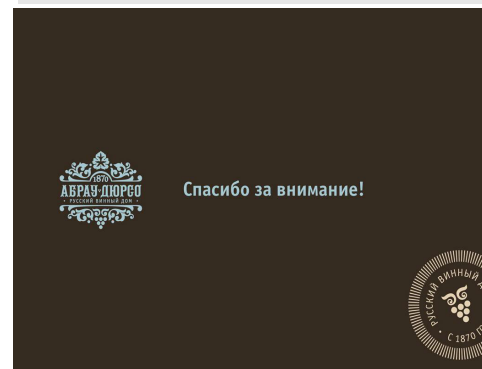 1870
АБРАУ-ДЮРСО
• РУССКИЙ ВИННЫЙ ДОМ •
Спасибо за внимание!
РУССКИЙ ВИННЫЙ
• С 1870